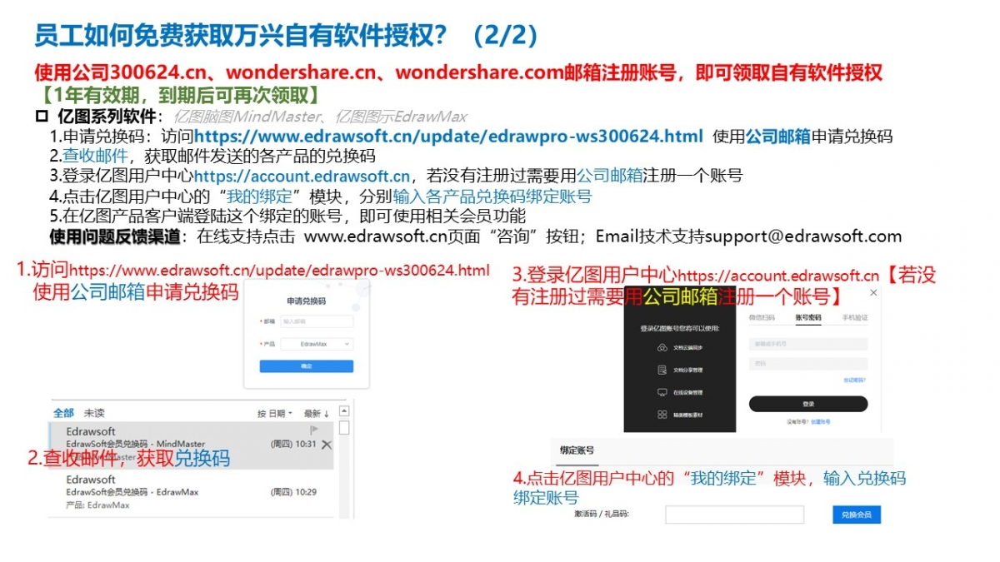 员工如何免费获取万兴自有软件授权？（2/2）
使用公司300624.cn、wondershare.cn、wondershare.com邮箱注册账号，即可领取自有软件授权
【1年有效期，到期后可再次领取】
亿图系列软件：亿图脑图MindMaster、亿图图示EdrawMax
1.申请兑换码：访问https://www.edrawsoft.cn/update/edrawpro-ws300624.html 使用公司邮箱申请兑换码
2.查收邮件，获取邮件发送的各产品的兑换码
3.登录亿图用户中心https://account.edrawsoft.cn，若没有注册过需要用公司邮箱注册一个账号
4.点击亿图用户中心的“我的绑定”模块，分别输入各产品兑换码绑定账号
5.在亿图产品客户端登陆这个绑定的账号，即可使用相关会员功能
使用问题反馈渠道：在线支持点击 www.edrawsoft.cn页面“咨询”按钮；Email技术支持support@edrawsoft.com
1.访问https://www.edrawsoft.cn/update/edrawpro-ws300624.html
使用公司邮箱申请兑换码
申请兑换码
* 邮箱 输入邮箱
* 产品 EdrawMax
确定
全部 未读 按 日期 最新 ↓
Edrawsoft
EdrawSoft会员兑换码 - MindMaster (周四) 10:31
2.查收邮件，获取兑换码
Edrawsoft
EdrawSoft会员兑换码 - EdrawMax (周四) 10:29
产品: EdrawMax
3.登录亿图用户中心https://account.edrawsoft.cn【若没
有注册过需要用公司邮箱注册一个账号】
登录亿图账号您将可以使用:
文档云端同步
文档分享管理
在线设备管理
海量模板素材
微信扫码 账号密码 手机验证
邮箱或手机号
密码
忘记密码?
登录
没有账号? 创建账号
绑定账号
4.点击亿图用户中心的“我的绑定”模块，输入兑换码
绑定账号
激活码 / 礼品码:
兑换会员